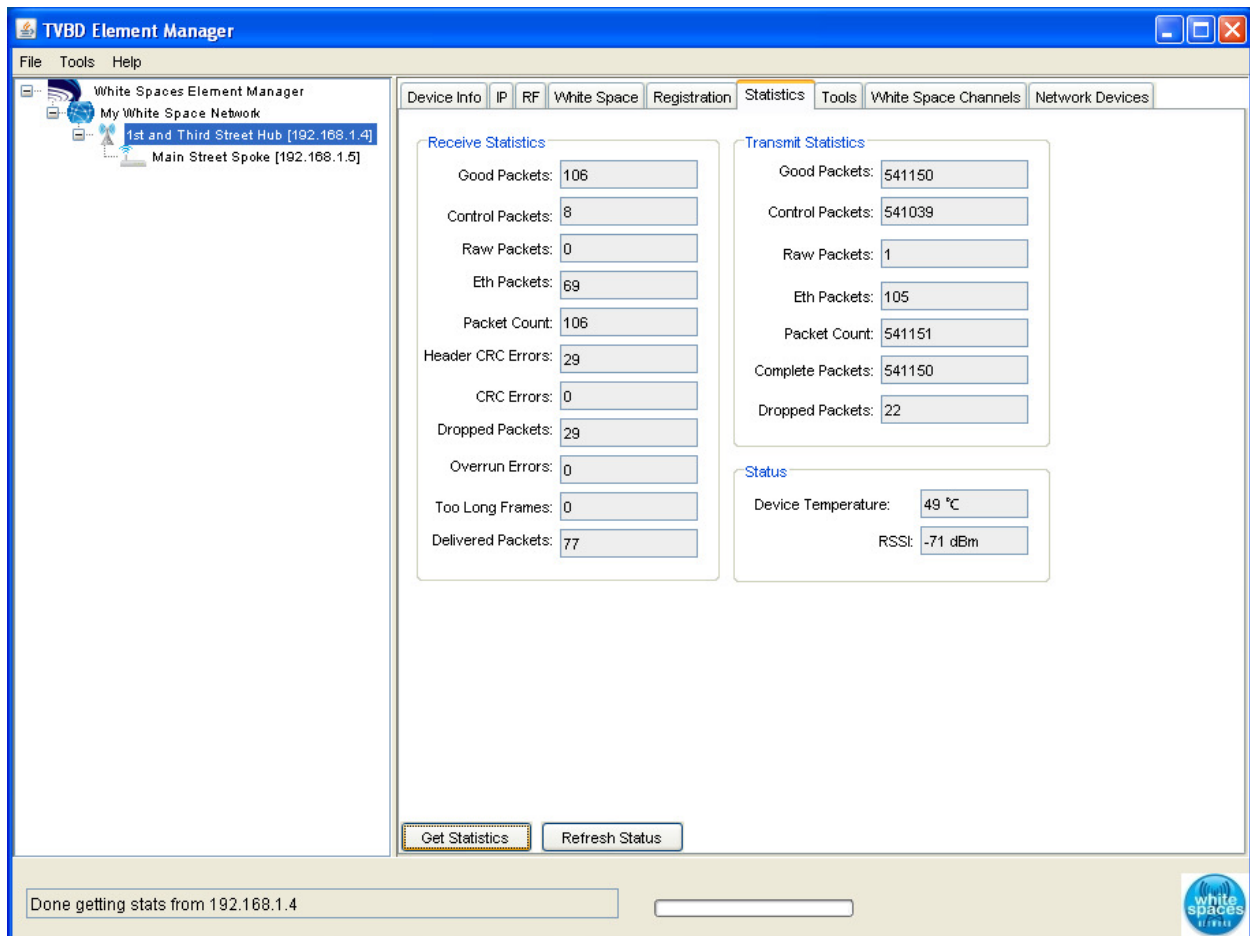 TVBD Element Manager
File Tools Help
White Spaces Element Manager
My White Space Network
1st and Third Street Hub [192.168.1.4]
Main Street Spoke [192.168.1.5]
Device Info IP RF White Space Registration Statistics Tools White Space Channels Network Devices
Receive Statistics
Good Packets: 106
Control Packets: 8
Raw Packets: 0
Eth Packets: 69
Packet Count: 106
Header CRC Errors: 29
CRC Errors: 0
Dropped Packets: 29
Overrun Errors: 0
Too Long Frames: 0
Delivered Packets: 77
Transmit Statistics
Good Packets: 541150
Control Packets: 541039
Raw Packets: 1
Eth Packets: 105
Packet Count: 541151
Complete Packets: 541150
Dropped Packets: 22
Status
Device Temperature: 49 °C
RSSI: -71 dBm
Get Statistics Refresh Status
Done getting stats from 192.168.1.4
white
spaces
NETWORK